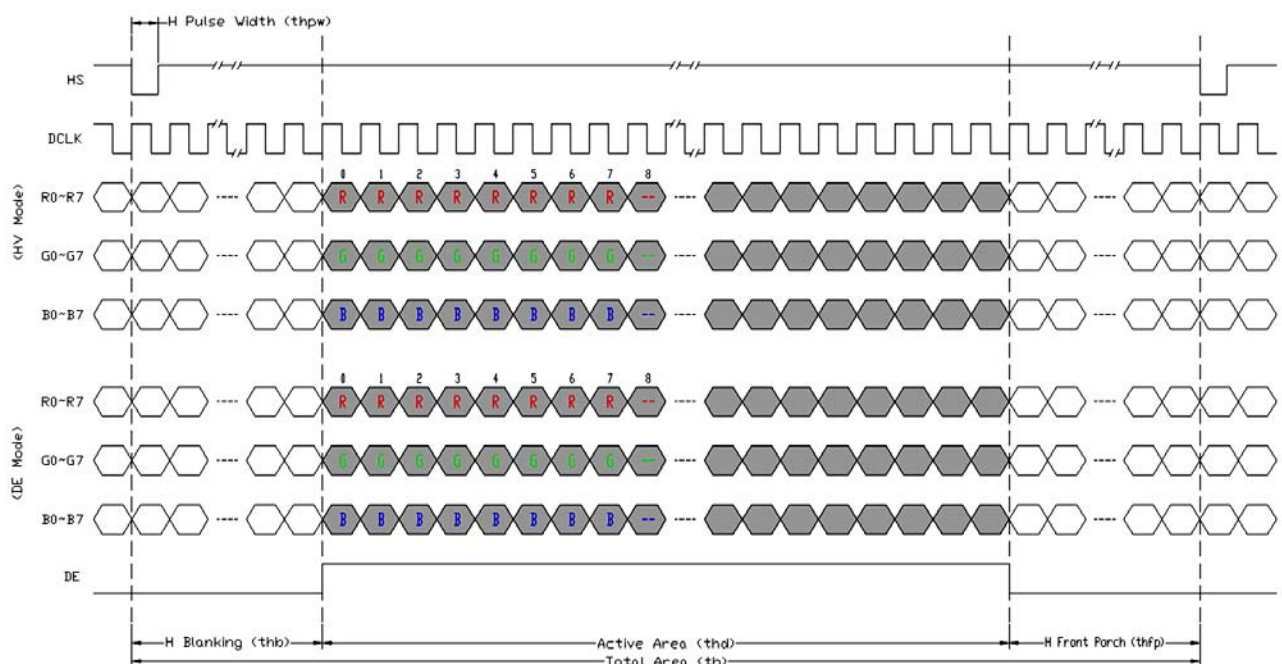 H Pulse Width (thpw)
HS
DCLK
0 1 2 3 4 5 6 7 8
R0~R7 R R R R R R R R -- ----
(HV Mode)
G0~G7 G G G G G G G G -- ----
B0~B7 B B B B B B B B -- ----
0 1 2 3 4 5 6 7 8
R0~R7 R R R R R R R R -- ----
(DE Mode)
G0~G7 G G G G G G G G -- ----
B0~B7 B B B B B B B B -- ----
DE
H Blanking (thb) Active Area (thd) H Front Porch (thfp)
Total Area (th)